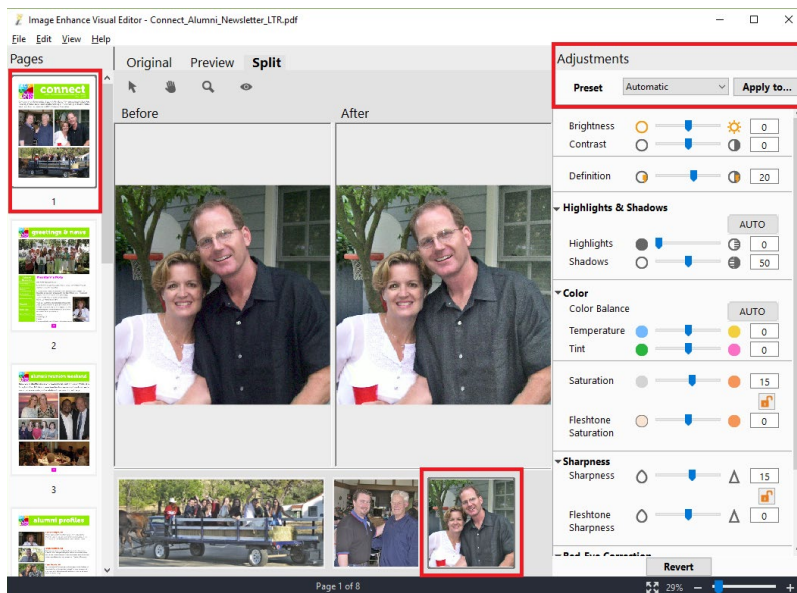 Image Enhance Visual Editor - Connect_Alumni_Newsletter_LTR.pdf
File Edit View Help
Pages
connect
1
greetings & news
2
3
alumni profiles
Original Preview Split
Before After
Page 1 of 8
Adjustments
Preset Automatic Apply to...
Brightness 0
Contrast 0
Definition 20
Highlights & Shadows
AUTO
Highlights 0
Shadows 50
Color
Color Balance AUTO
Temperature 0
Tint 0
Saturation 15
Fleshtone
Saturation
0
Sharpness
Sharpness 15
Fleshtone
Sharpness
0
Red-Eye Correction
Revert
29%